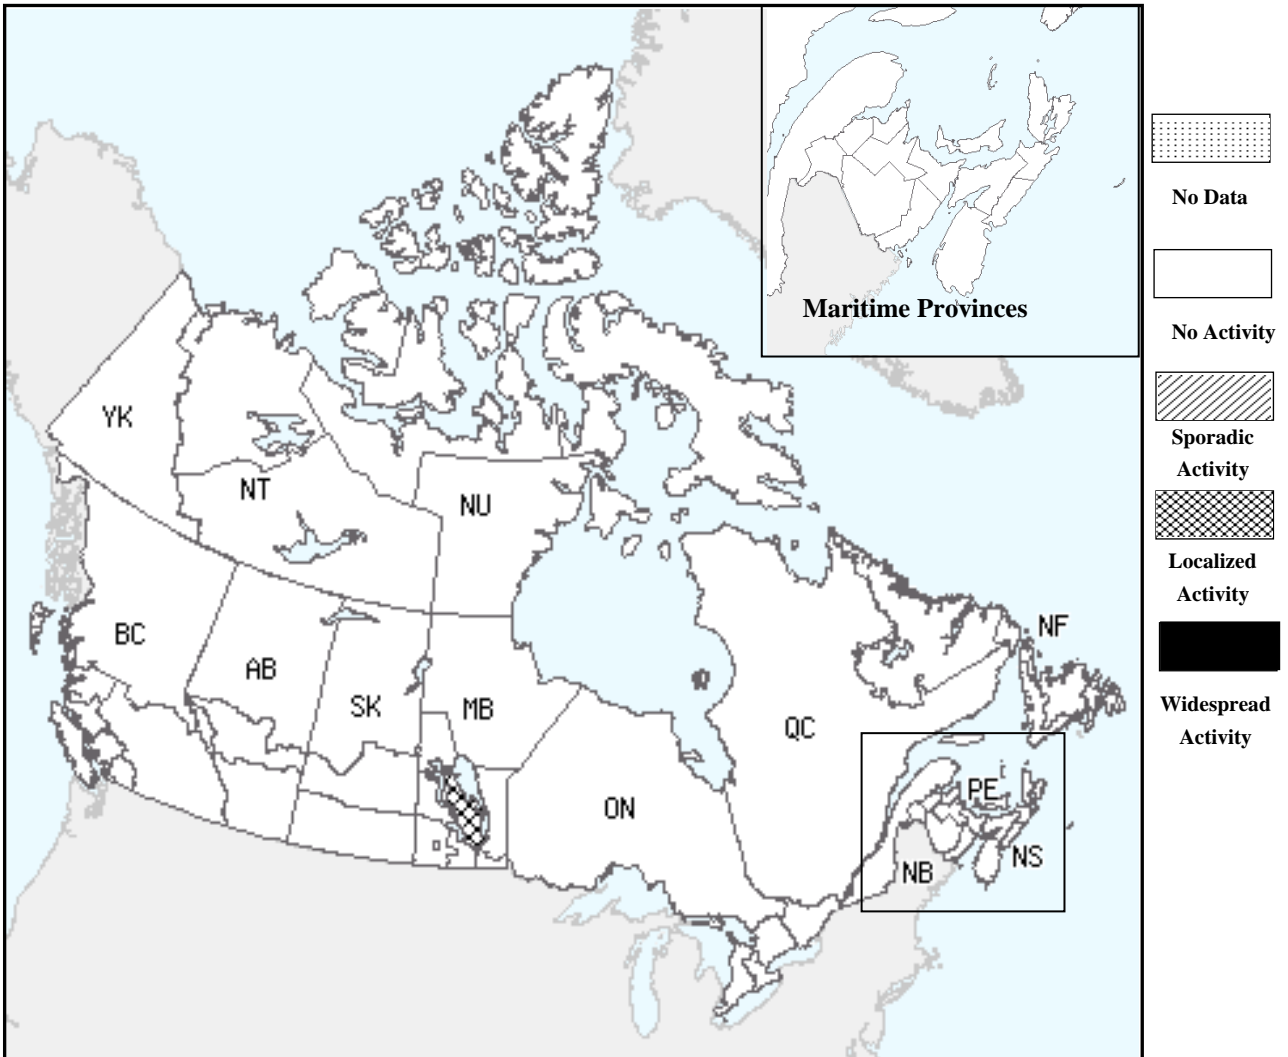 Maritime Provinces
No Data
No Activity
Sporadic
Activity
Localized
Activity
Widespread
Activity
YK
NT
NU
BC
AB
SK
MB
ON
QC
NF
PE
NB
NS